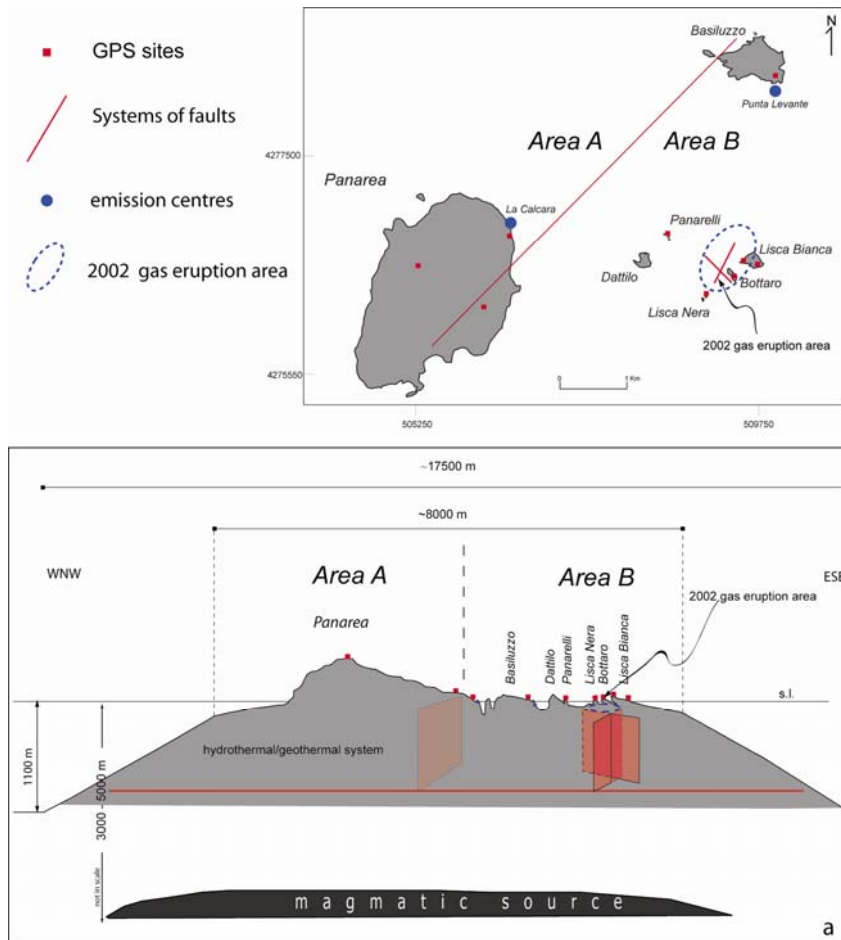 GPS sites
Systems of faults
emission centres
2002 gas eruption area
N
Basiluzzo
Punta Levante
Area A
Area B
4277500
Panarea
La Calcara
Panarelli
Dattilo
Lisca Bianca
Bottaro
Lisca Nera
2002 gas eruption area
4275550
0 1 Km
505250
509750
~17500 m
~8000 m
WNW
ESE
Area A
Area B
2002 gas eruption area
Panarea
Basiluzzo
Dattilo
Panarelli
Lisca Nera
Bottaro
Lisca Bianca
s.l.
hydrothermal/geothermal system
1100 m
3000 - 5000 m
not in scale
magmatic source
a